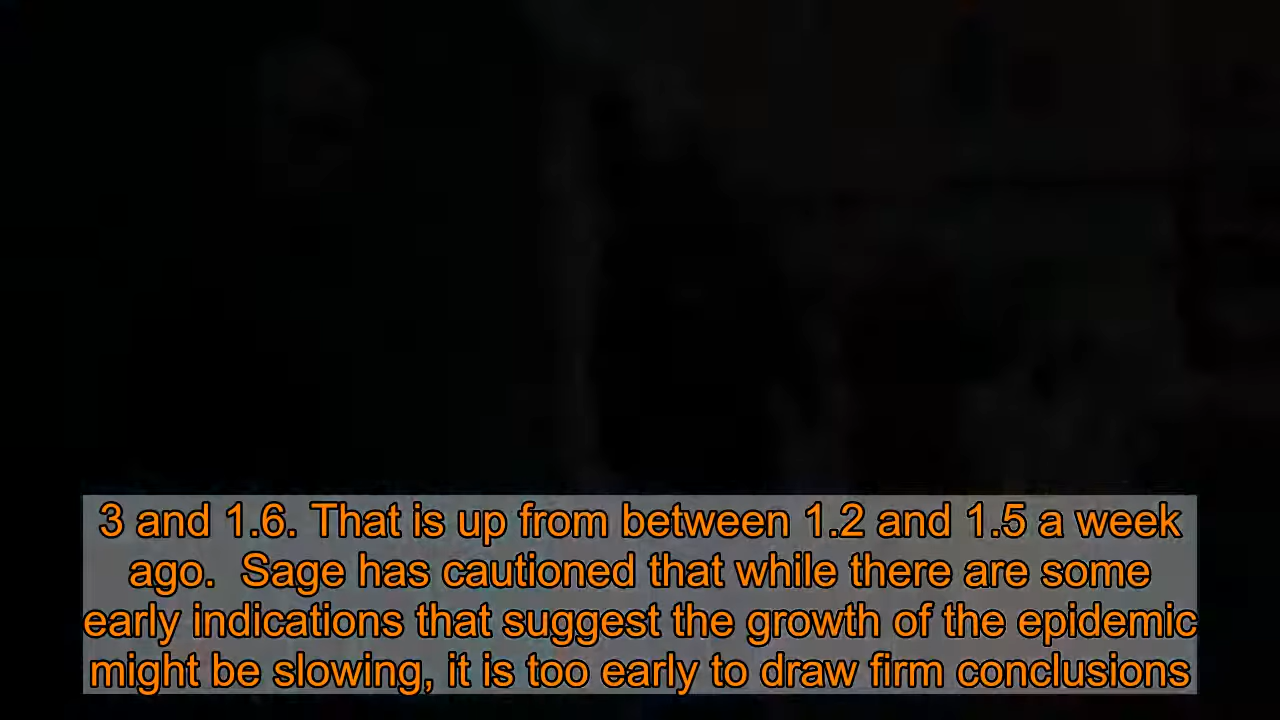 3 and 1.6. That is up from between 1.2 and 1.5 a week
ago.  Sage has cautioned that while there are some
early indications that suggest the growth of the epidemic
might be slowing, it is too early to draw firm conclusions